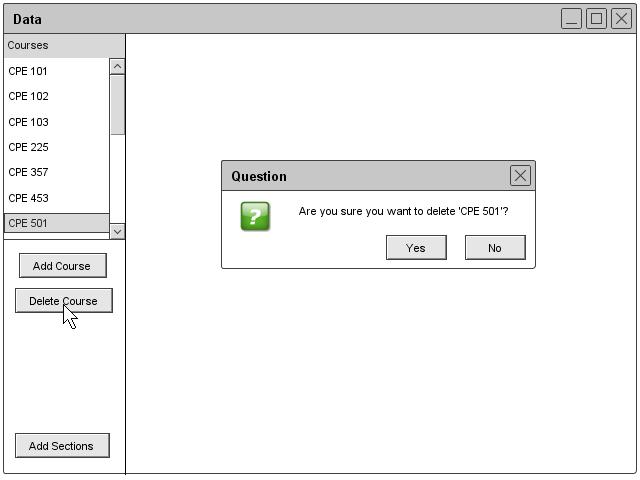 Data
Courses
CPE 101
CPE 102
CPE 103
CPE 225
CPE 357
CPE 453
CPE 501
Add Course
Delete Course
Add Sections
Question
?
Are you sure you want to delete 'CPE 501'?
Yes
No